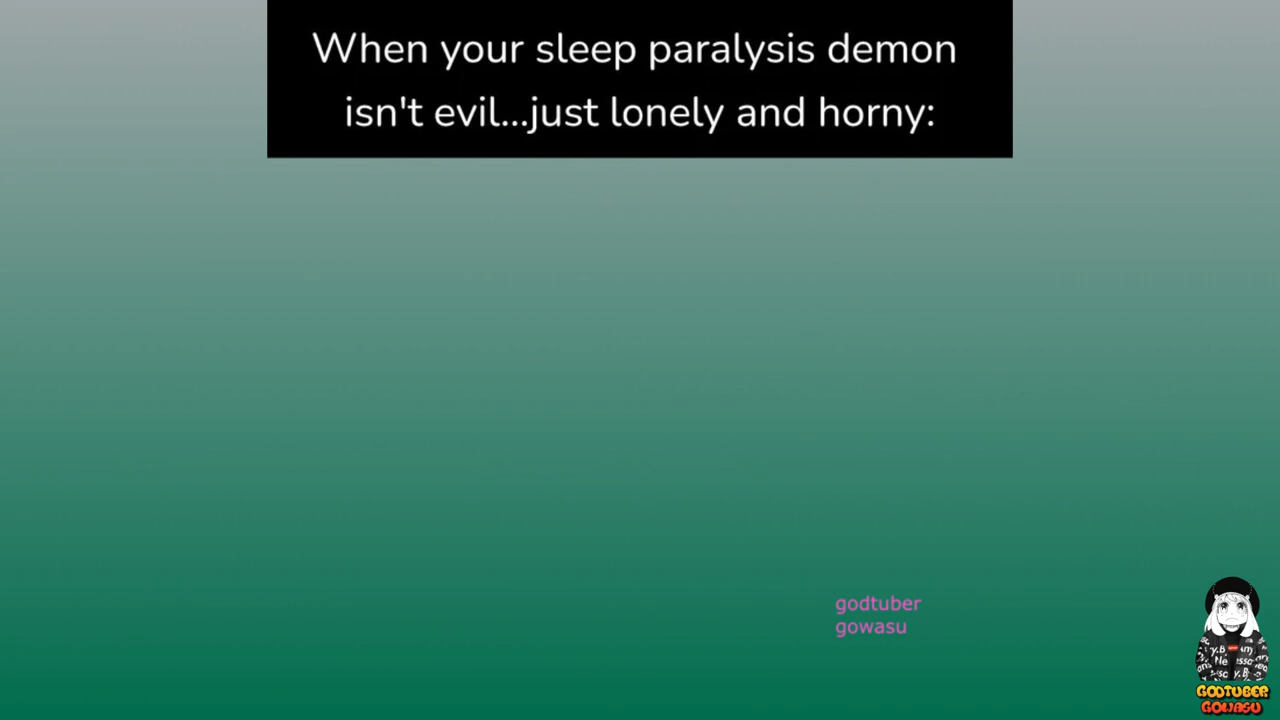 When your sleep paralysis demon
isn't evil...just lonely and horny:
godtuber
gowasu
GODTUBER
GOWASU